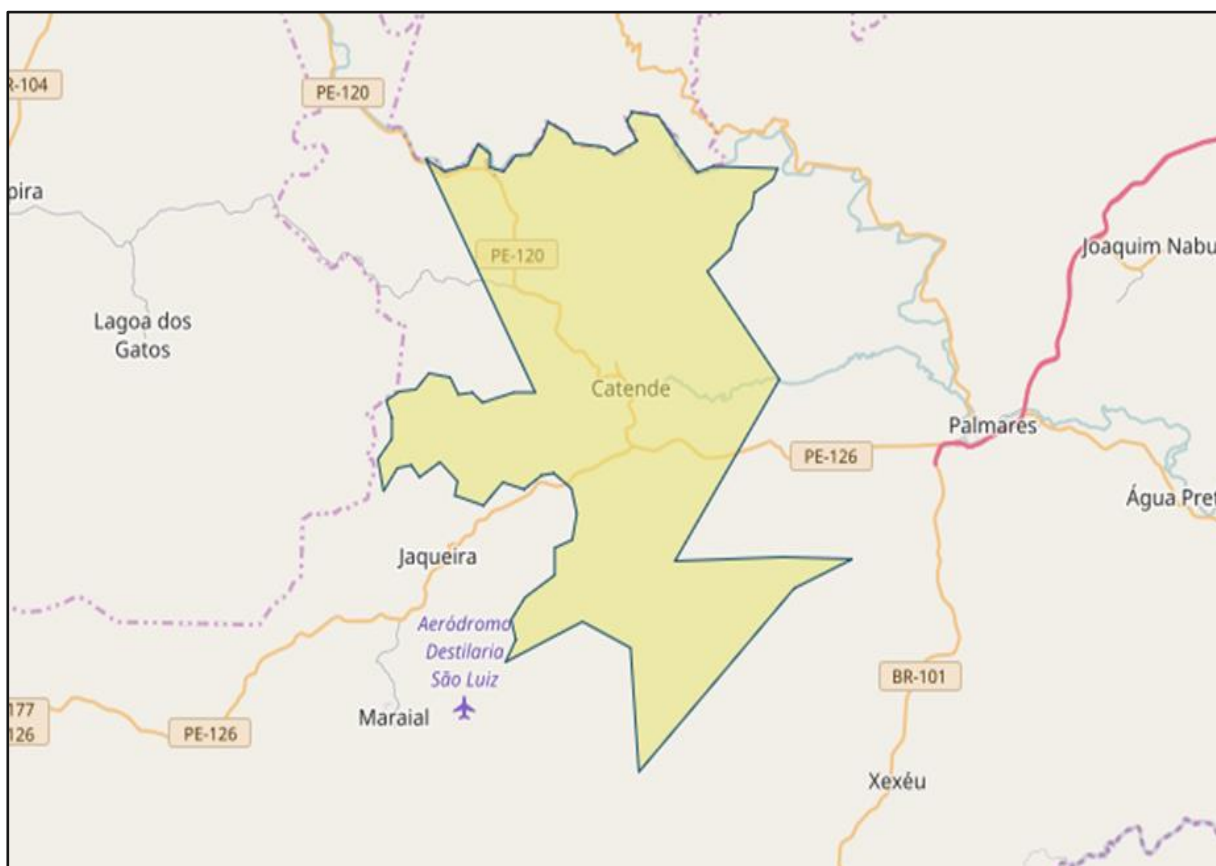 R-104
PE-120
pira
Joaquim Nabu
PE-120
Lagoa dos
Gatos
Catende
Palmares
PE-126
Água Pret
Jaqueira
Aeródromo
Destilaria
São Luiz
BR-101
177
126
Maraial
PE-126
Xexéu